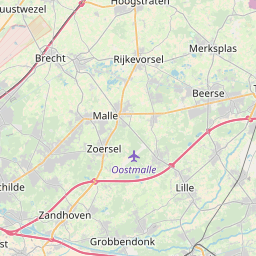 Hoogstraten
uustwezel
Merksplas
Brecht
Rijkevorsel
Beerse
Malle
Zoersel
Oostmalle
childe
Lille
Zandhoven
Grobbendonk
st